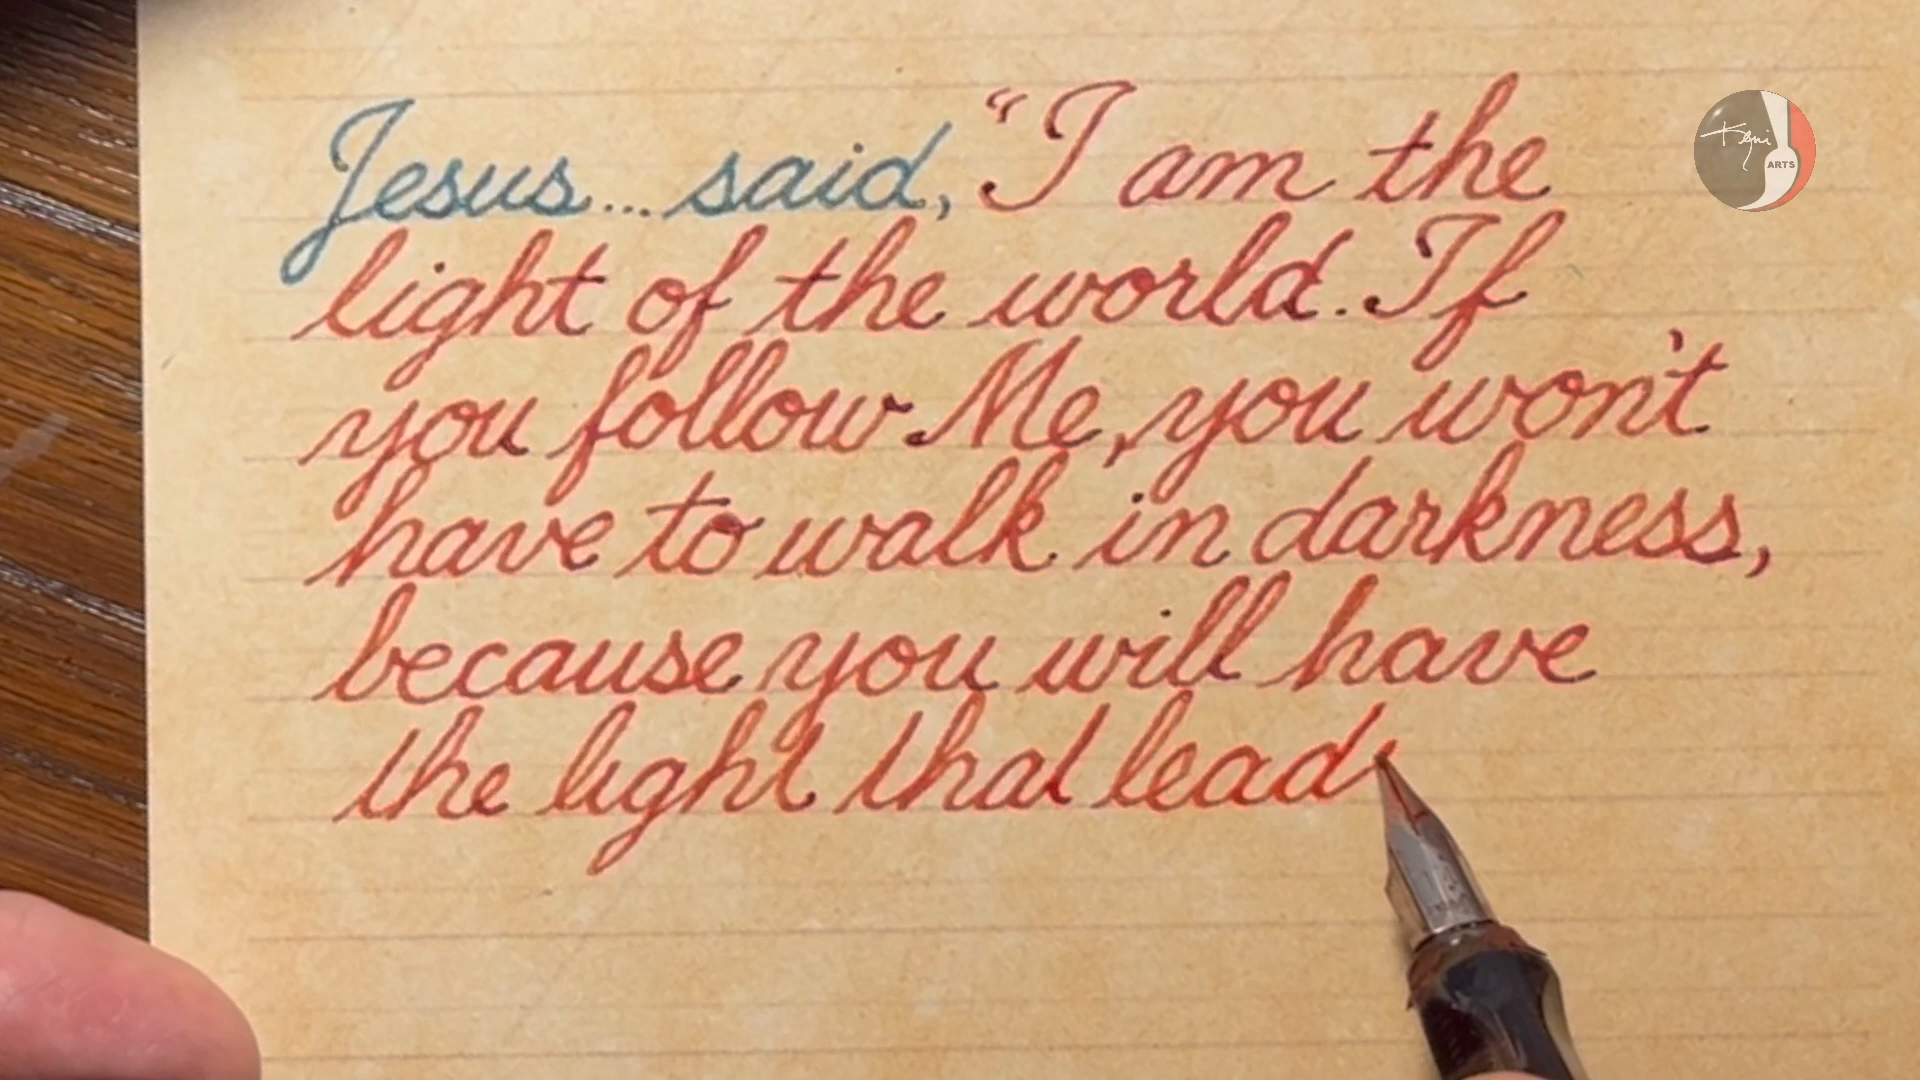 Jesus... said, “I am the
light of the world. If
you follow Me, you won't
have to walk in darkness,
because you will have
the light that lead
ARTS